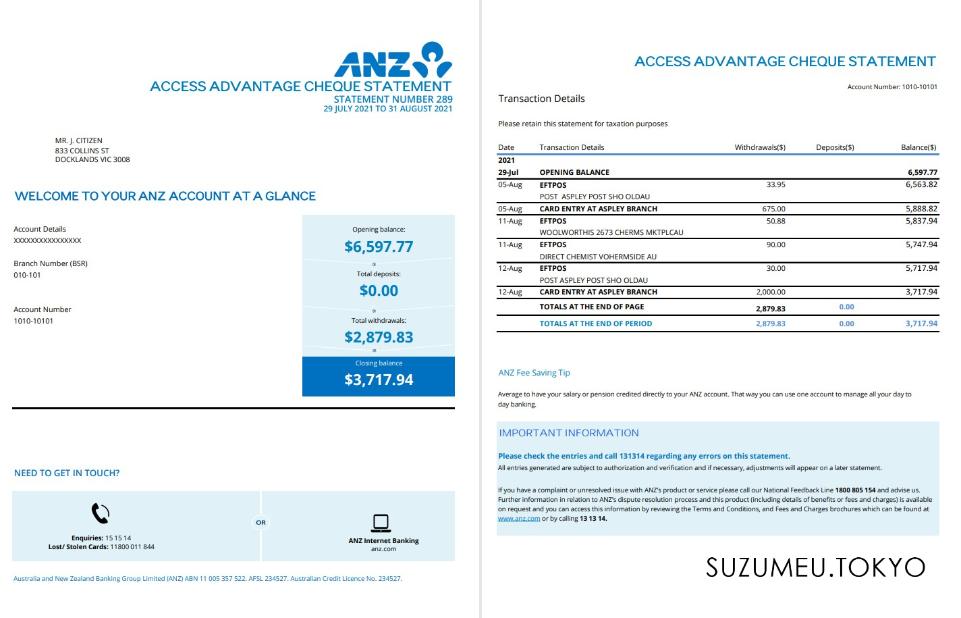 ANZ
ACCESS ADVANTAGE CHEQUE STATEMENT
STATEMENT NUMBER 289
29 JULY 2021 TO 31 AUGUST 2021
MR. J. CITIZEN
833 COLLINS ST
DOCKLANDS VIC 3008
WELCOME TO YOUR ANZ ACCOUNT AT A GLANCE
Account Details
XXXXXXXXXXXXXXXX
Branch Number (BSR)
010-101
Account Number
1010-10101
Opening balance:
$6,597.77
Total deposits:
$0.00
Total withdrawals:
$2,879.83
Closing balance
$3,717.94
NEED TO GET IN TOUCH?
Enquiries: 15 15 14
Lost/ Stolen Cards: 11800 011 844
OR
ANZ Internet Banking
anz.com
Australia and New Zealand Banking Group Limited (ANZ) ABN 11 005 357 522. AFSL 234527. Australian Credit Licence No. 234527.
ACCESS ADVANTAGE CHEQUE STATEMENT
Account Number: 1010-10101
Transaction Details
Please retain this statement for taxation purposes
Date Transaction Details Withdrawals($) Deposits($) Balance($)
2021
29-Jul OPENING BALANCE 6,597.77
05-Aug EFTPOS 33.95 6,563.82
POST ASPLEY POST SHO OLDAU
05-Aug CARD ENTRY AT ASPLEY BRANCH 675.00 5,888.82
11-Aug EFTPOS 50.88 5,837.94
WOOLWORTHS 2673 CHERMS MKTPLCAU
11-Aug EFTPOS 90.00 5,747.94
DIRECT CHEMIST VOHERMSIDE AU
12-Aug EFTPOS 30.00 5,717.94
POST ASPLEY POST SHO OLDAU
12-Aug CARD ENTRY AT ASPLEY BRANCH 2,000.00 3,717.94
TOTALS AT THE END OF PAGE 2,879.83 0.00
TOTALS AT THE END OF PERIOD 2,879.83 0.00 3,717.94
ANZ Fee Saving Tip
Average to have your salary or pension credited directly to your ANZ account. That way you can use one account to manage all your day to
day banking.
IMPORTANT INFORMATION
Please check the entries and call 131314 regarding any errors on this statement.
All entries generated are subject to authorization and verification and if necessary, adjustments will appear on a later statement.
If you have a complaint or unresolved issue with ANZ's product or service please call our National Feedback Line 1800 805 154 and advise us.
Further information in relation to ANZ's dispute resolution process and this product (including details of benefits or fees and charges) is available
on request and you can access this information by reviewing the Terms and Conditions, and Fees and Charges brochures which can be found at
www.anz.com or by calling 13 13 14.
SUZUMEU.TOKYO